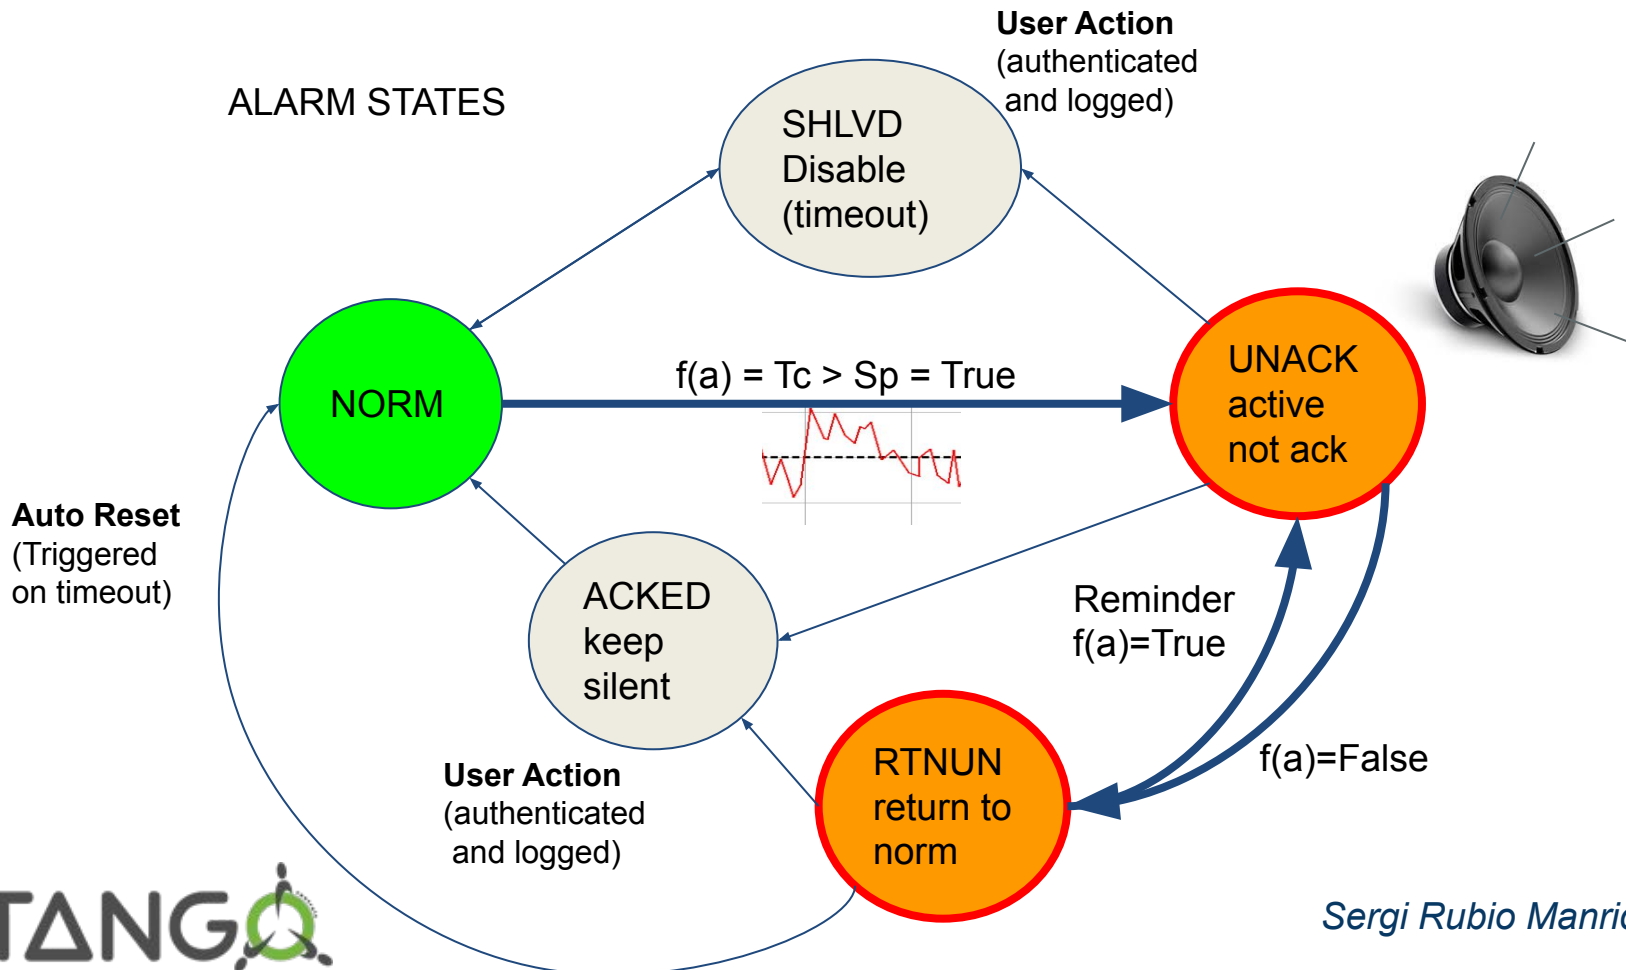 User Action
(authenticated
and logged)
ALARM STATES
SHLVD
Disable
(timeout)
NORM
f(a) = Tc > Sp = True
UNACK
active
not ack
Auto Reset
(Triggered
on timeout)
ACKED
keep
silent
Reminder
f(a)=True
User Action
(authenticated
and logged)
RTNUN
return to
norm
f(a)=False
TANGO
Sergi Rubio